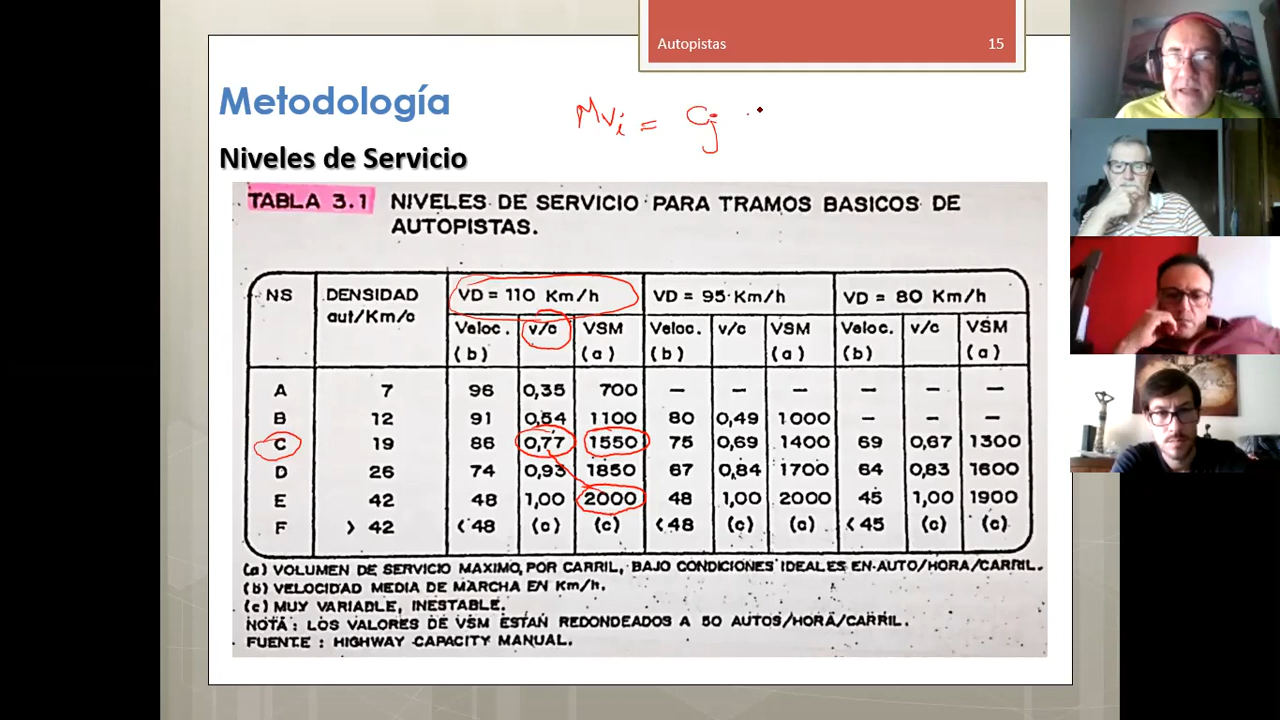 Autopistas 15
Metodología
MVi = Cj ·
Niveles de Servicio
TABLA 3.1 NIVELES DE SERVICIO PARA TRAMOS BASICOS DE
AUTOPISTAS.
NS DENSIDAD VD = 110 Km/h VD = 95 Km/h VD = 80 Km/h
aut/Km/c Veloc. v/c VSM Veloc. v/c VSM Veloc. v/c VSM
(b) (a) (b) (a) (b) (a)
A 7 96 0,35 700 — — — — — —
B 12 91 0,54 1100 80 0,49 1000 — — —
C 19 86 0,77 1550 75 0,69 1400 69 0,67 1300
D 26 74 0,93 1850 67 0,84 1700 64 0,83 1600
E 42 48 1,00 2000 48 1,00 2000 45 1,00 1900
F > 42 < 48 (c) (c) < 48 (c) (c) < 45 (c) (c)
(a) VOLUMEN DE SERVICIO MAXIMO, POR CARRIL, BAJO CONDICIONES IDEALES EN AUTO/HORA/CARRIL.
(b) VELOCIDAD MEDIA DE MARCHA EN Km/h.
(c) MUY VARIABLE, INESTABLE.
NOTA : LOS VALORES DE VSM ESTAN REDONDEADOS A 50 AUTOS/HORA/CARRIL.
FUENTE : HIGHWAY CAPACITY MANUAL.